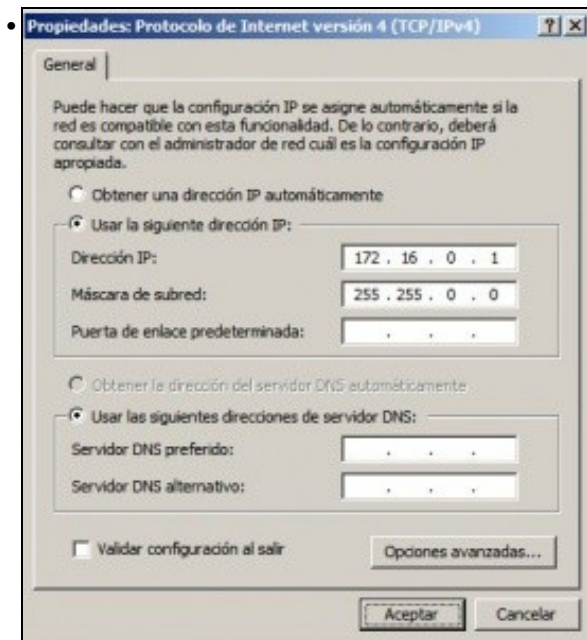 Propiedades: Protocolo de Internet versión 4 (TCP/IPv4)
General
Puede hacer que la configuración IP se asigne automáticamente si la
red es compatible con esta funcionalidad. De lo contrario, deberá
consultar con el administrador de red cuál es la configuración IP
apropiada.
Obtener una dirección IP automáticamente
Usar la siguiente dirección IP:
Dirección IP: 172 . 16 . 0 . 1
Máscara de subred: 255 . 255 . 0 . 0
Puerta de enlace predeterminada: . . .
Obtener la dirección del servidor DNS automáticamente
Usar las siguientes direcciones de servidor DNS:
Servidor DNS preferido: . . .
Servidor DNS alternativo: . . .
Validar configuración al salir
Opciones avanzadas...
Aceptar
Cancelar